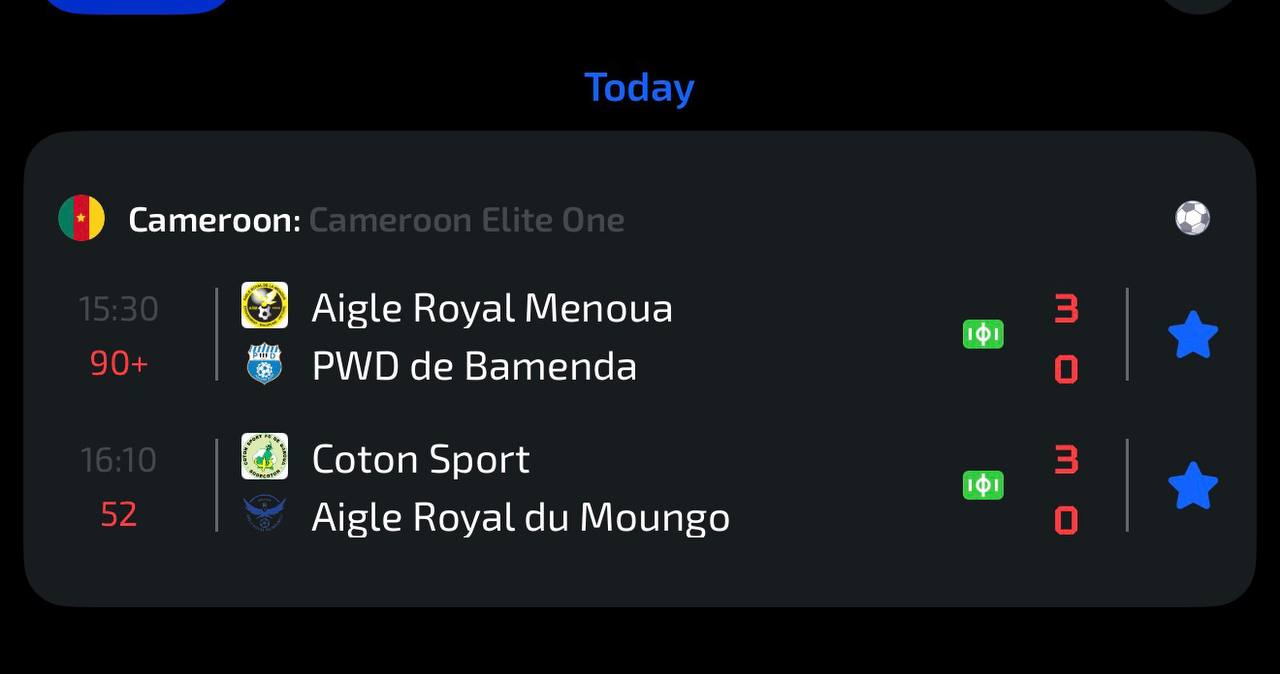 Today
Cameroon: Cameroon Elite One
15:30
Aigle Royal Menoua
3
90+
PWD de Bamenda
0
16:10
Coton Sport
3
52
Aigle Royal du Moungo
0